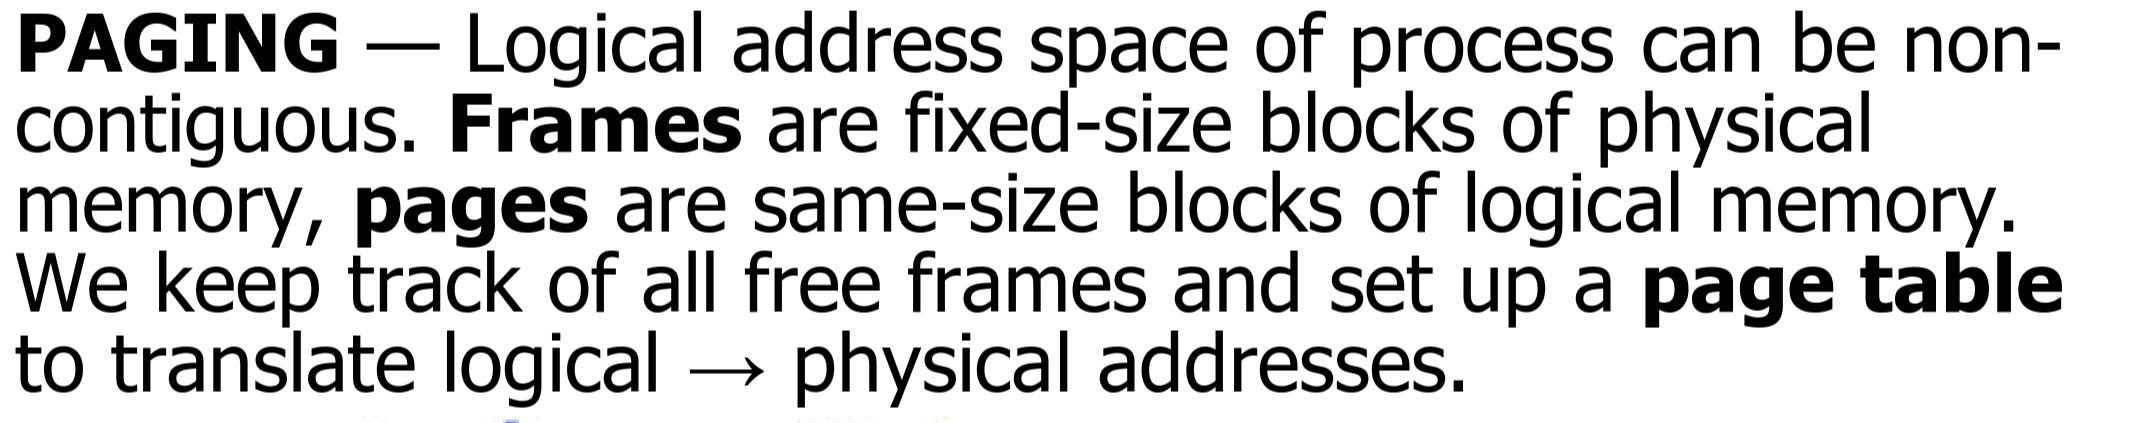 PAGING — Logical address space of process can be non-
contiguous. Frames are fixed-size blocks of physical
memory, pages are same-size blocks of logical memory.
We keep track of all free frames and set up a page table
to translate logical → physical addresses.